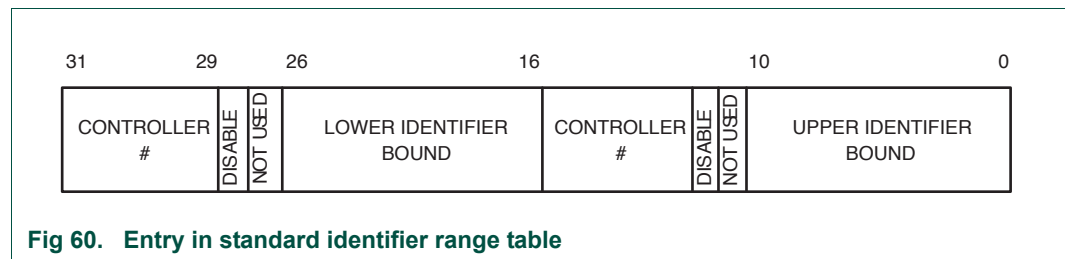 31 29 26 16 10 0
CONTROLLER
#
DISABLE
NOT USED
LOWER IDENTIFIER
BOUND
CONTROLLER
#
DISABLE
NOT USED
UPPER IDENTIFIER
BOUND
Fig 60. Entry in standard identifier range table